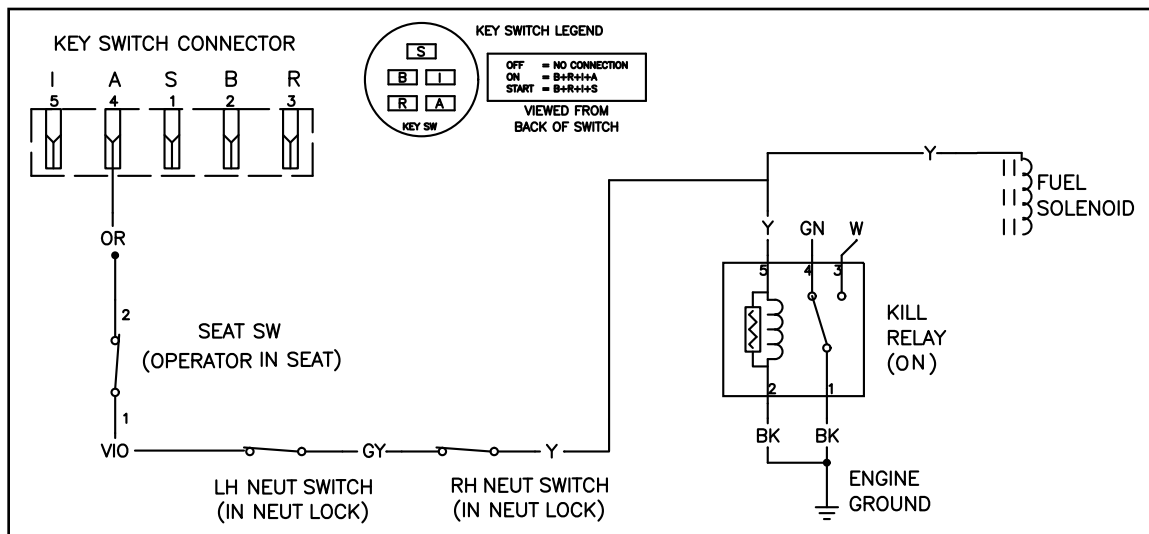 KEY SWITCH CONNECTOR
I A S B R
5 4 1 2 3
KEY SWITCH LEGEND
S
B I
R A
KEY SW
OFF = NO CONNECTION
ON = B+R+I+A
START = B+R+I+S
VIEWED FROM
BACK OF SWITCH
OR
2
SEAT SW
(OPERATOR IN SEAT)
1
VIO
GY
Y
LH NEUT SWITCH
(IN NEUT LOCK)
RH NEUT SWITCH
(IN NEUT LOCK)
Y
FUEL
SOLENOID
Y GN W
5 4 3
KILL
RELAY
(ON)
2 1
BK BK
ENGINE
GROUND